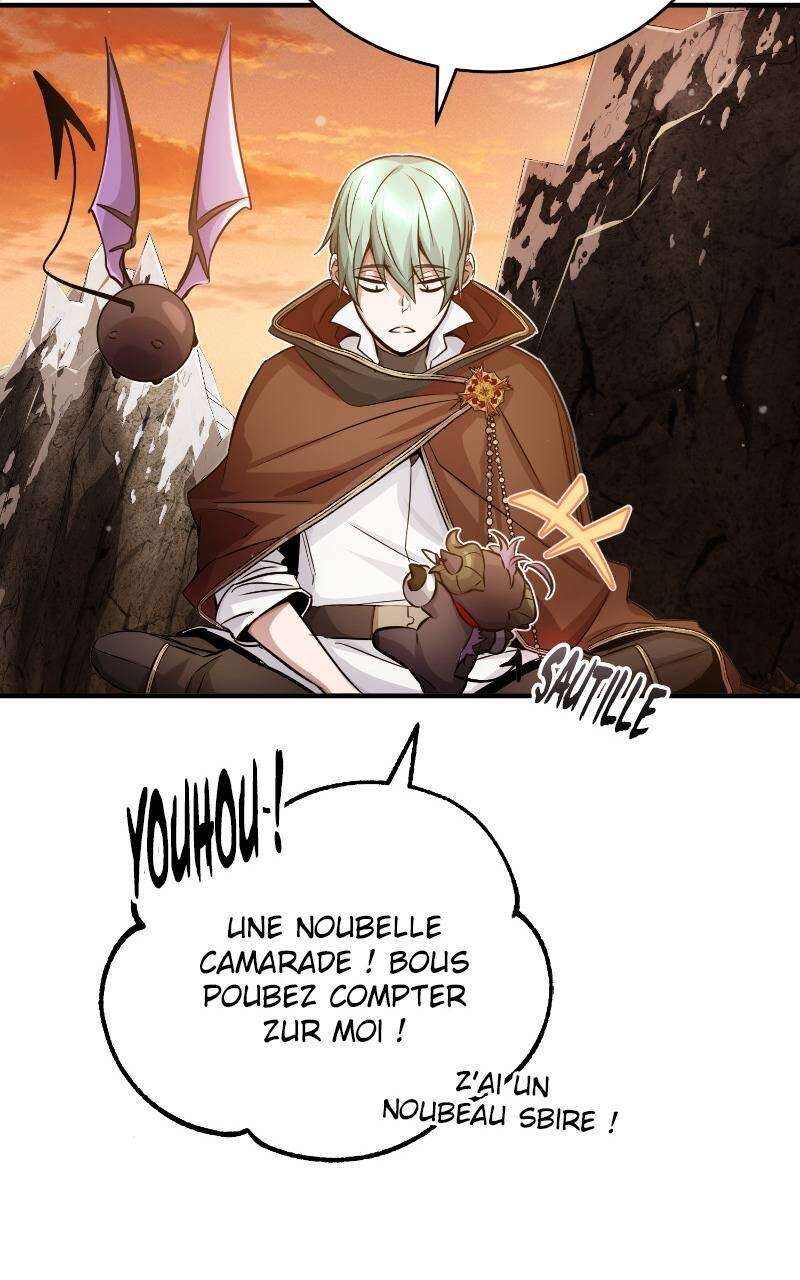 SAUTILLE
YOUHOU-!
UNE NOUBELLE
CAMARADE ! BOUS
POUBEZ COMPTER
ZUR MOI !
Z'AI UN
NOUBEAU SBIRE !